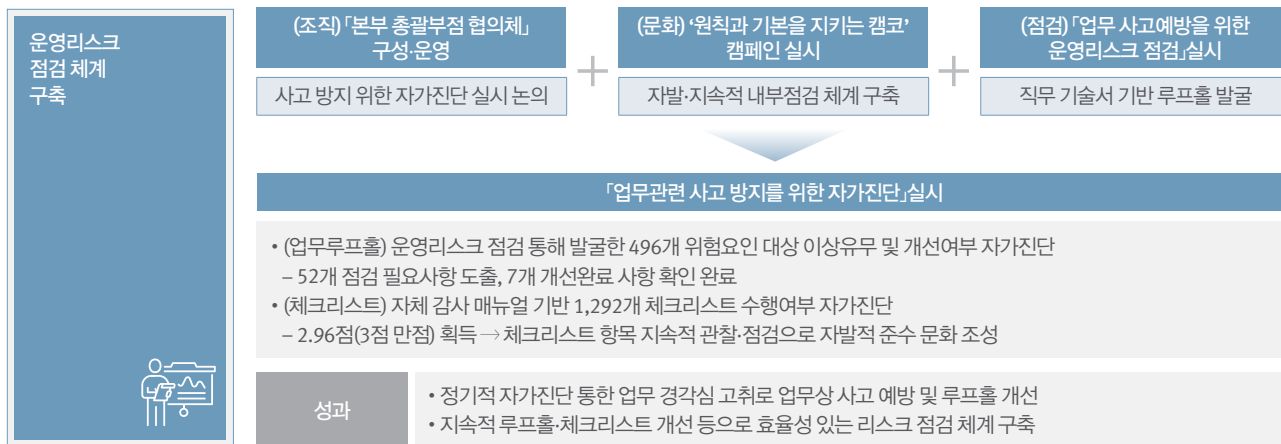 운영리스크
점검 체계
구축
(조직)「본부 총괄부점 협의체」
구성·운영
사고 방지 위한 자가진단 실시 논의
+
(문화) ‘원칙과 기본을 지키는 캠코’
캠페인 실시
자발·지속적 내부점검 체계 구축
+
(점검)「업무 사고예방을 위한
운영리스크 점검」실시
직무 기술서 기반 루프홀 발굴
「업무관련 사고 방지를 위한 자가진단」실시
• (업무루프홀) 운영리스크 점검 통해 발굴한 496개 위험요인 대상 이상유무 및 개선여부 자가진단
– 52개 점검 필요사항 도출, 7개 개선완료 사항 확인 완료
• (체크리스트) 자체 감사 매뉴얼 기반 1,292개 체크리스트 수행여부 자가진단
– 2.96점(3점 만점) 획득 → 체크리스트 항목 지속적 관찰·점검으로 자발적 준수 문화 조성
성과
• 정기적 자가진단 통한 업무 경각심 고취로 업무상 사고 예방 및 루프홀 개선
• 지속적 루프홀·체크리스트 개선 등으로 효율성 있는 리스크 점검 체계 구축